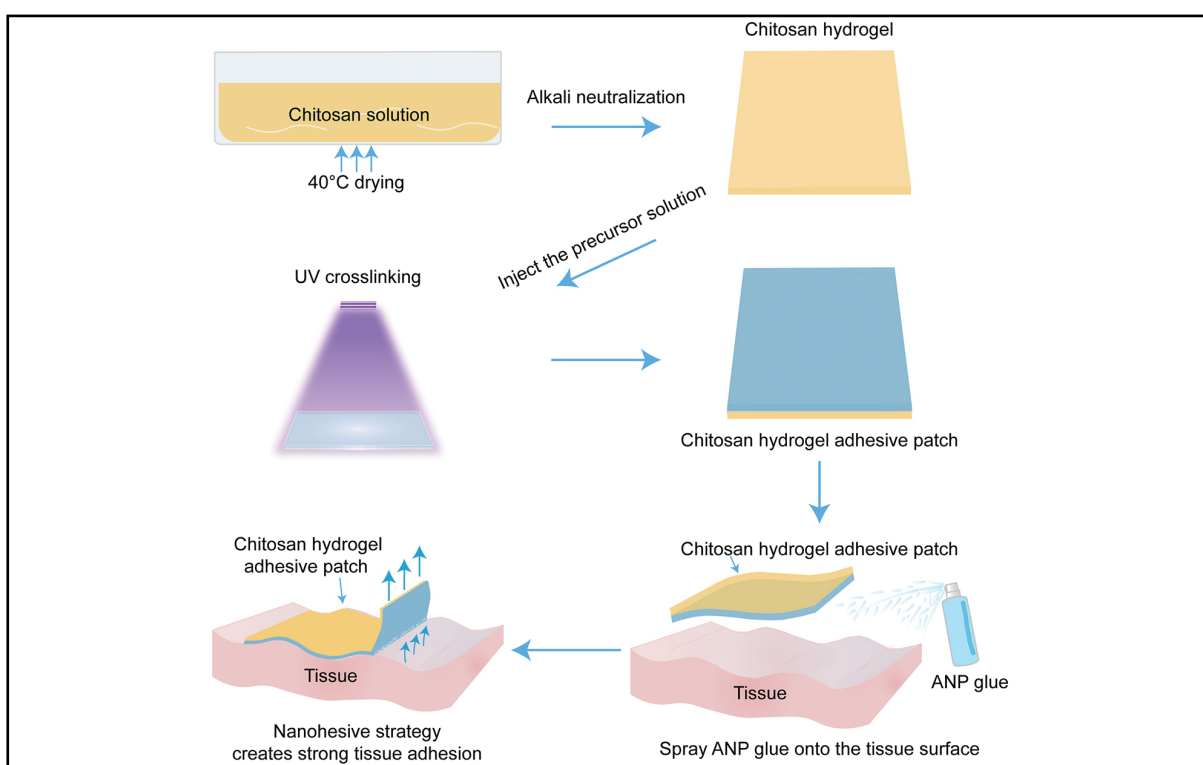 Chitosan hydrogel
Chitosan solution
Alkali neutralization
40°C drying
Inject the precursor solution
UV crosslinking
Chitosan hydrogel adhesive patch
Chitosan hydrogel adhesive patch
ANP glue
Tissue
Spray ANP glue onto the tissue surface
Chitosan hydrogel
adhesive patch
Tissue
Nanohesive strategy
creates strong tissue adhesion